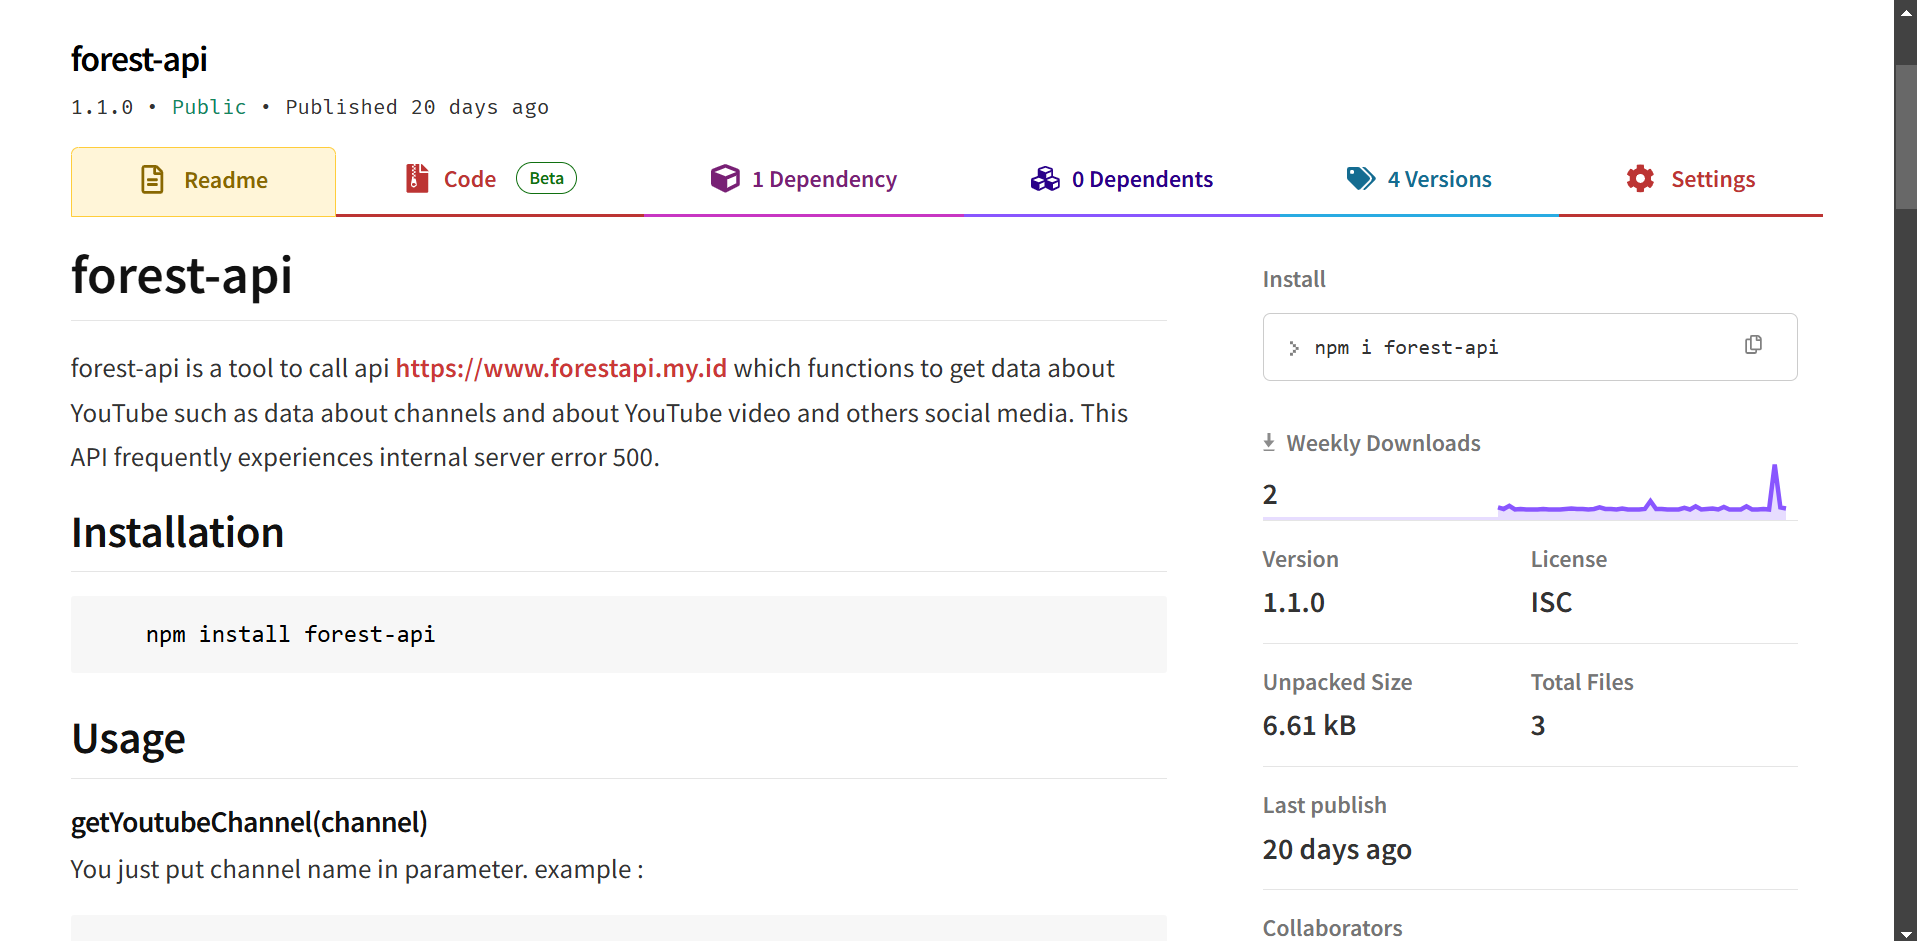 forest-api
1.1.0 • Public • Published 20 days ago
Readme
Code Beta
1 Dependency
0 Dependents
4 Versions
Settings
forest-api
forest-api is a tool to call api https://www.forestapi.my.id which functions to get data about
YouTube such as data about channels and about YouTube video and others social media. This
API frequently experiences internal server error 500.
Installation
npm install forest-api
Usage
getYoutubeChannel(channel)
You just put channel name in parameter. example :
Install
npm i forest-api
Weekly Downloads
2
Version
1.1.0
License
ISC
Unpacked Size
6.61 kB
Total Files
3
Last publish
20 days ago
Collaborators